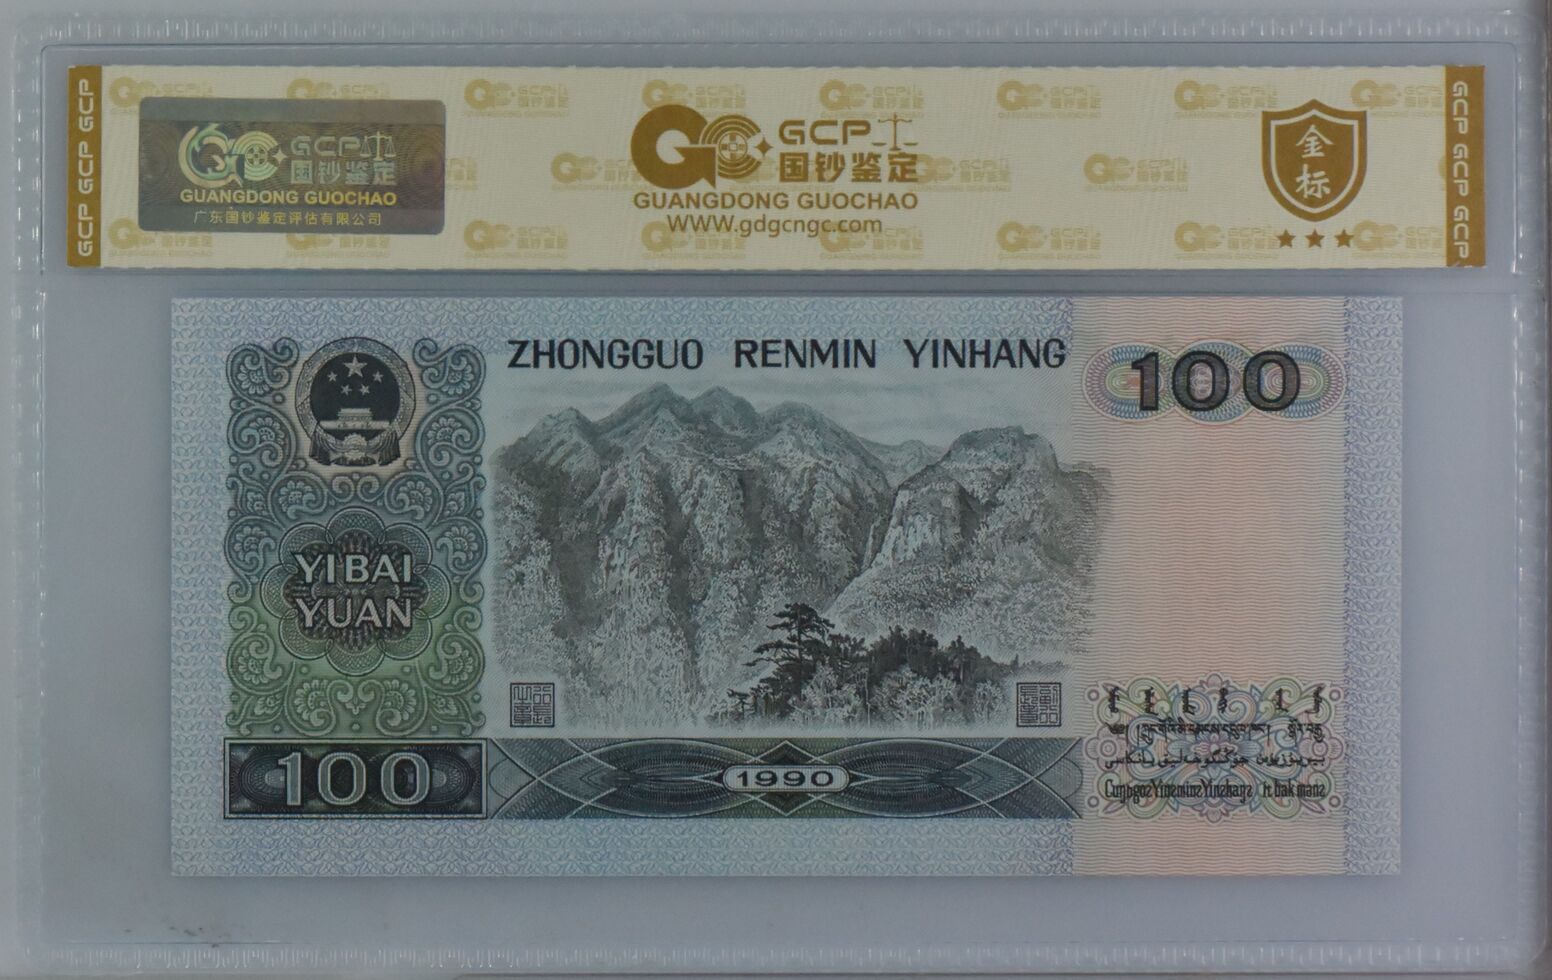 GCP GCP GCP
GCP
国钞鉴定
GUANGDONG GUOCHAO
广东国钞鉴定评估有限公司
GCP
国钞鉴定
GUANGDONG GUOCHAO
WWW.gdgcngc.com
金标
GCP GCP GCP
ZHONGGUO RENMIN YINHANG
100
YI BAI
YUAN
100
1990